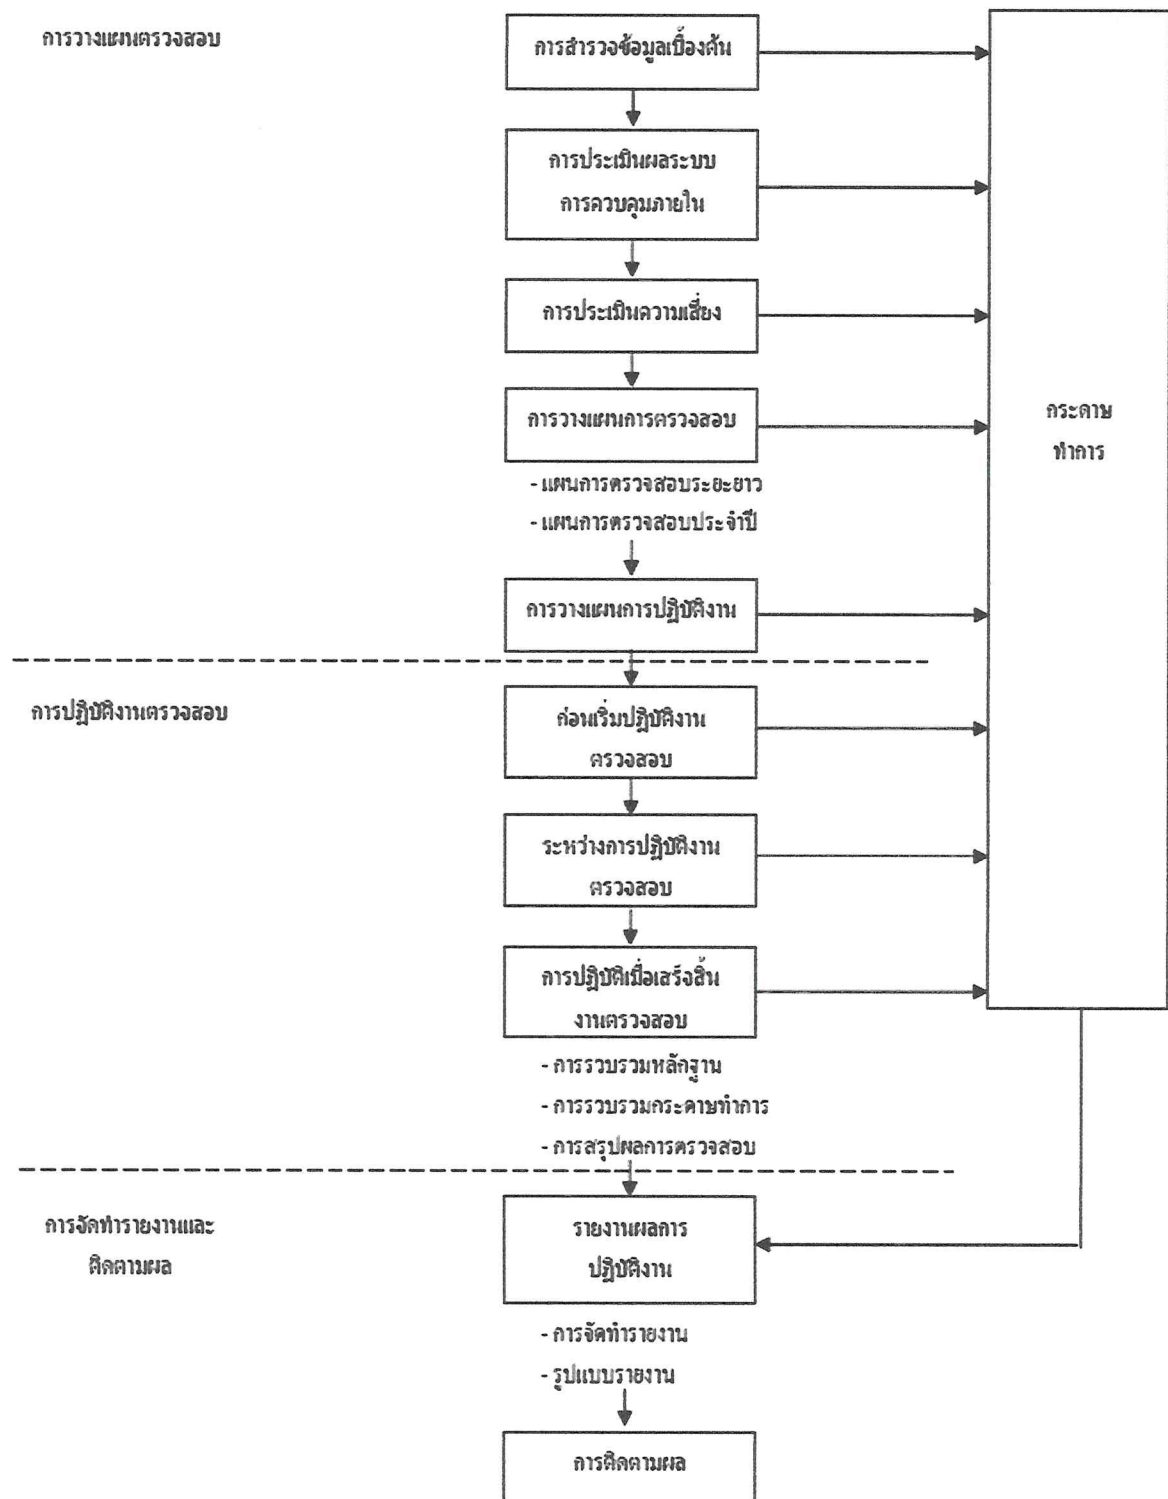 การวางแผนตรวจสอบ
การสำรวจข้อมูลเบื้องต้น
การประเมินผลระบบ
การควบคุมภายใน
การประเมินความเสี่ยง
การวางแผนการตรวจสอบ
กระดาษ
ทำการ
- แผนการตรวจสอบระยะยาว
- แผนการตรวจสอบประจำปี
การวางแผนการปฏิบัติงาน
การปฏิบัติงานตรวจสอบ
ก่อนเริ่มปฏิบัติงาน
ตรวจสอบ
ระหว่างการปฏิบัติงาน
ตรวจสอบ
การปฏิบัติเมื่อเสร็จสิ้น
งานตรวจสอบ
- การรวบรวมหลักฐาน
- การรวบรวมกระดาษทำการ
- การสรุปผลการตรวจสอบ
การจัดทำรายงานและ
ติดตามผล
รายงานผลการ
ปฏิบัติงาน
- การจัดทำรายงาน
- รูปแบบรายงาน
การติดตามผล